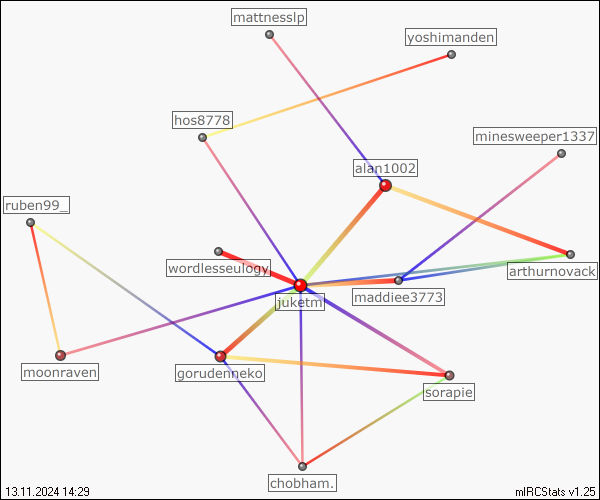 mattnesslp
yoshimanden
hos8778
minesweeper1337
alan1002
ruben99_
wordlesseulogy
arthurnovack
maddiee3773
juketm
moonraven
gorudenneko
sorapie
chobham.
13.11.2024 14:29
mIRCStats v1.25